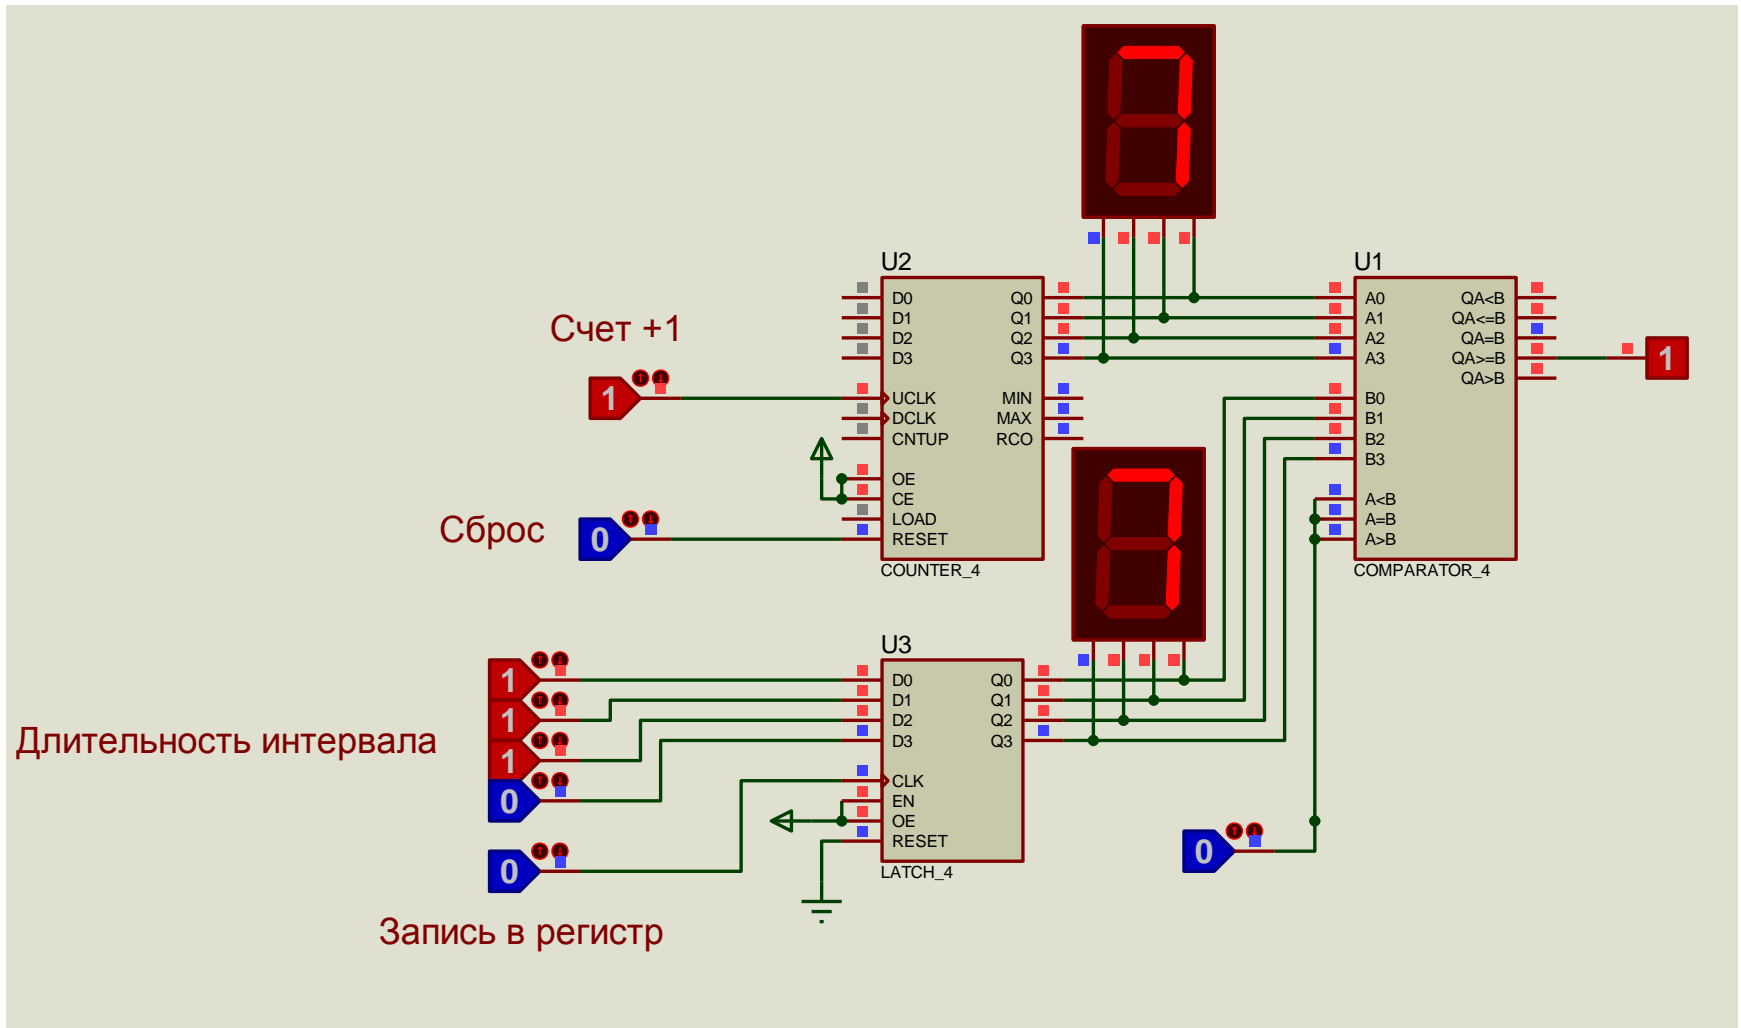 U2
D0
D1
D2
D3
UCLK
DCLK
CNTUP
OE
CE
LOAD
RESET
Q0
Q1
Q2
Q3
MIN
MAX
RCO
COUNTER_4
U1
A0
A1
A2
A3
B0
B1
B2
B3
A<B
A=B
A>B
QA<B
QA<=B
QA=B
QA>=B
QA>B
COMPARATOR_4
1
Счет +1
1
Сброс
0
U3
D0
D1
D2
D3
CLK
EN
OE
RESET
Q0
Q1
Q2
Q3
LATCH_4
7
7
Длительность интервала
1
1
1
0
0
Запись в регистр
0